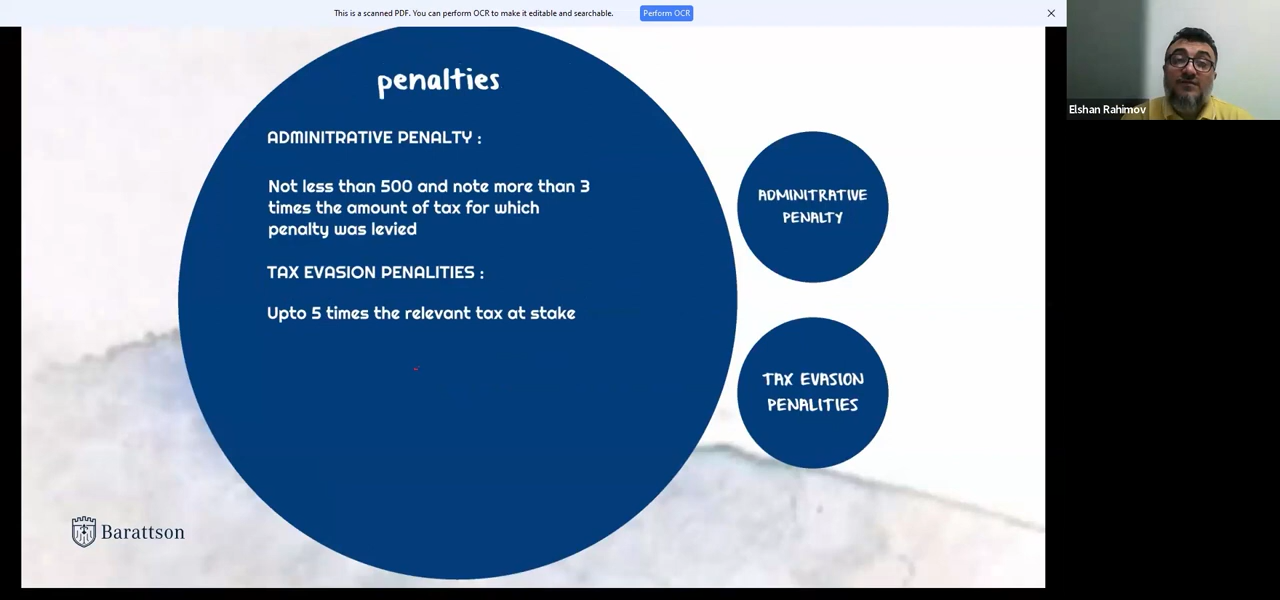 This is a scanned PDF. You can perform OCR to make it editable and searchable.
Perform OCR
Elshan Rahimov
penalties
ADMINITRATIVE PENALTY :
Not less than 500 and note more than 3
times the amount of tax for which
penalty was levied
TAX EVASION PENALITIES :
Upto 5 times the relevant tax at stake
ADMINITRATIVE
PENALTY
TAX EVASION
PENALITIES
Barattson